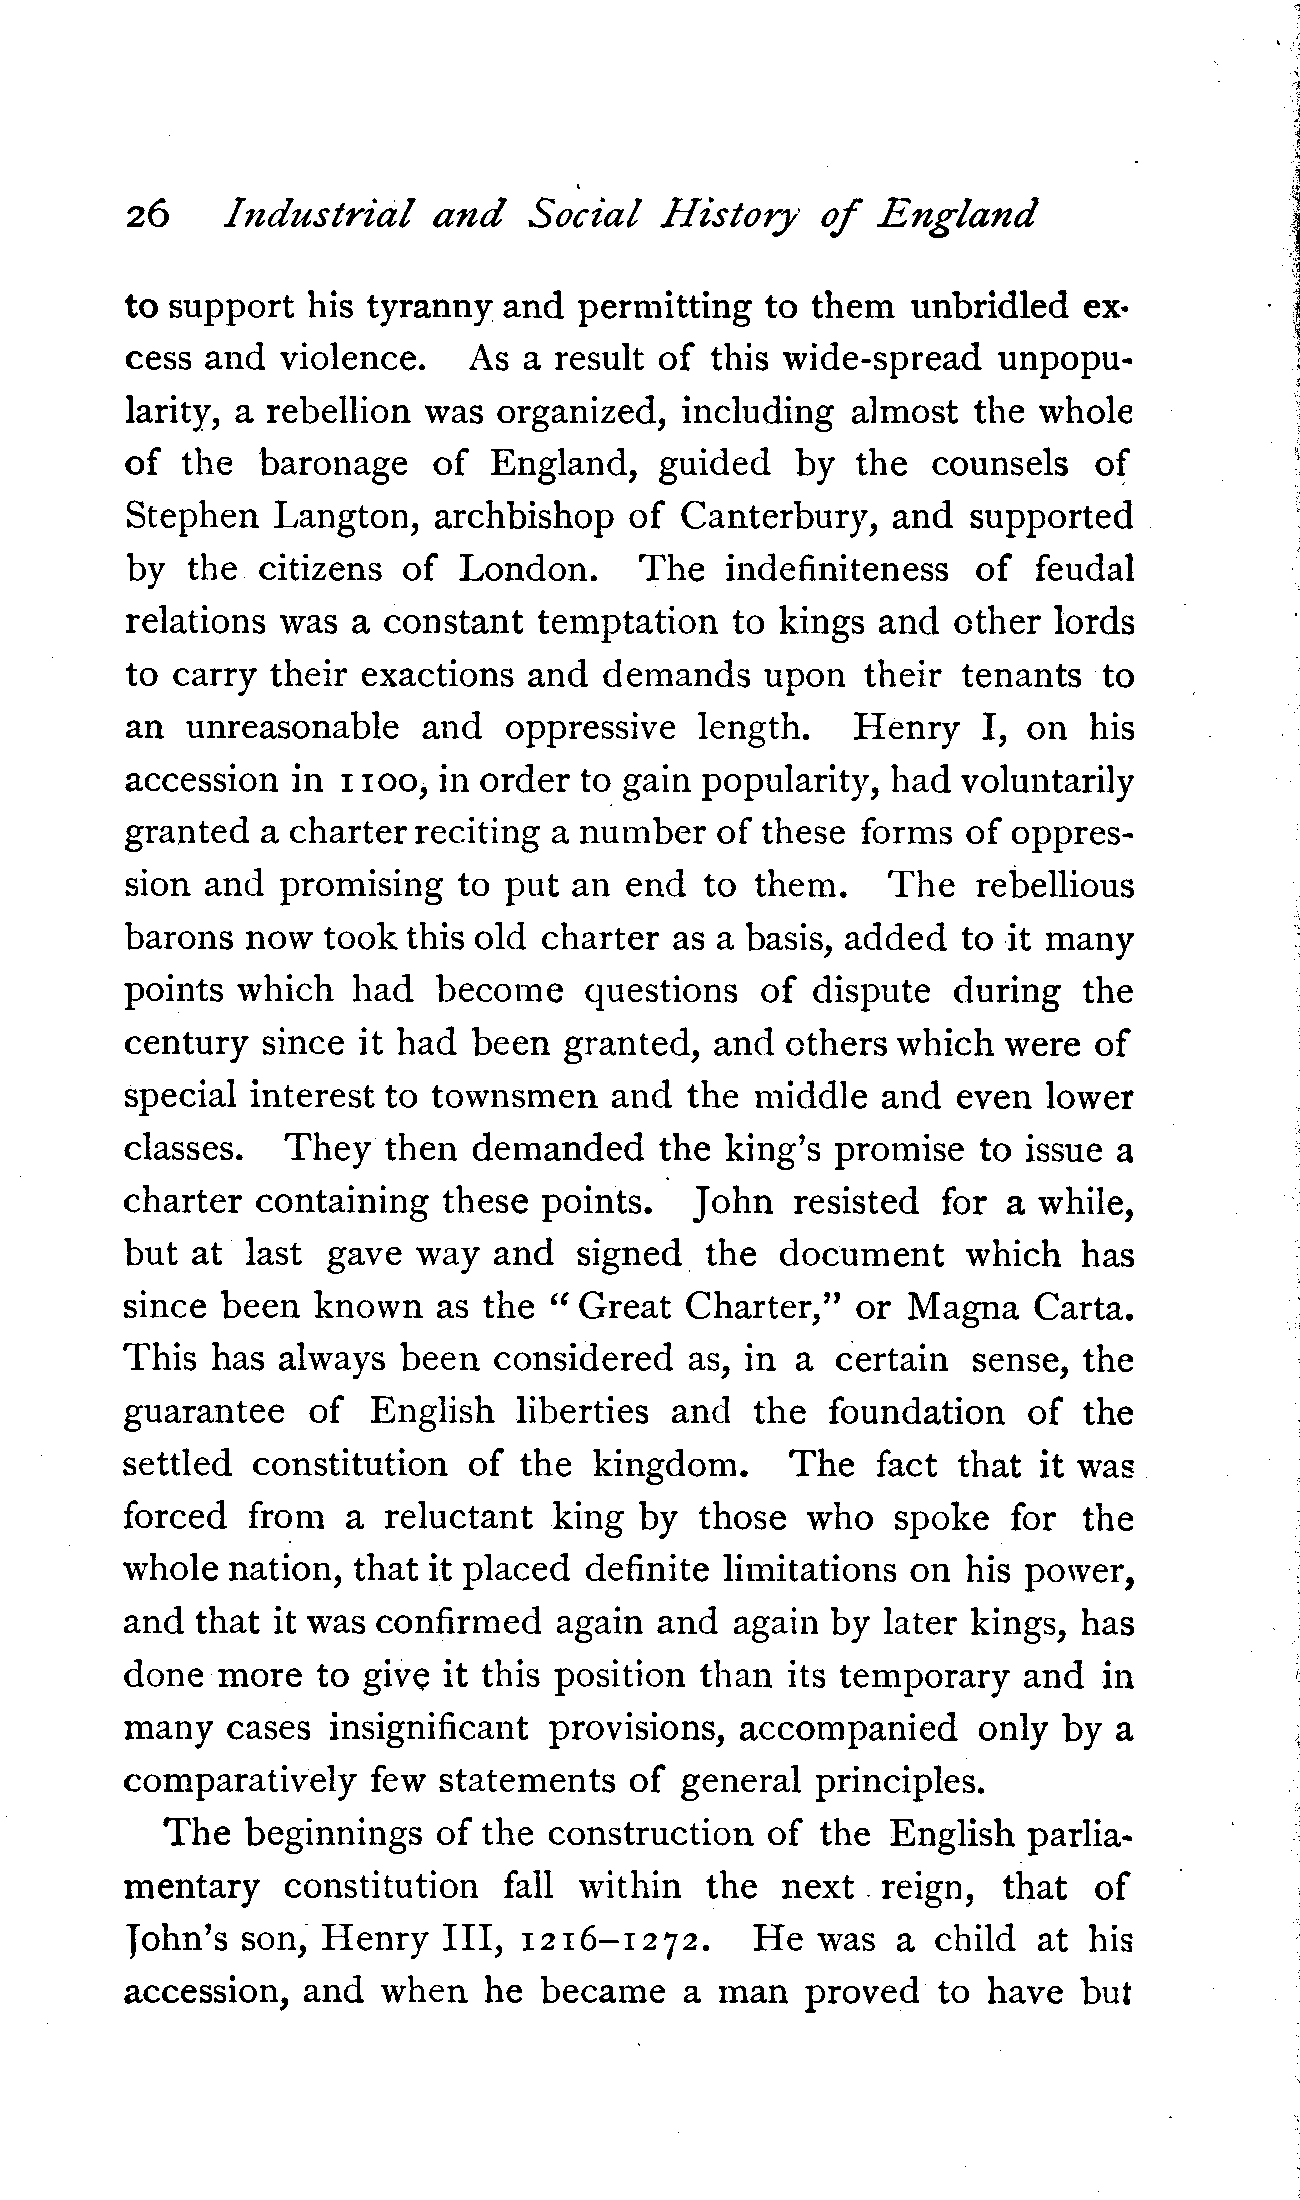 26 Industrial and Social History of England
to support his tyranny and permitting to them unbridled ex-
cess and violence. As a result of this wide-spread unpopu-
larity, a rebellion was organized, including almost the whole
of the baronage of England, guided by the counsels of
Stephen Langton, archbishop of Canterbury, and supported
by the citizens of London. The indefiniteness of feudal
relations was a constant temptation to kings and other lords
to carry their exactions and demands upon their tenants to
an unreasonable and oppressive length. Henry I, on his
accession in 1100, in order to gain popularity, had voluntarily
granted a charter reciting a number of these forms of oppres-
sion and promising to put an end to them. The rebellious
barons now took this old charter as a basis, added to it many
points which had become questions of dispute during the
century since it had been granted, and others which were of
special interest to townsmen and the middle and even lower
classes. They then demanded the king's promise to issue a
charter containing these points. John resisted for a while,
but at last gave way and signed the document which has
since been known as the "Great Charter," or Magna Carta.
This has always been considered as, in a certain sense, the
guarantee of English liberties and the foundation of the
settled constitution of the kingdom. The fact that it was
forced from a reluctant king by those who spoke for the
whole nation, that it placed definite limitations on his power,
and that it was confirmed again and again by later kings, has
done more to give it this position than its temporary and in
many cases insignificant provisions, accompanied only by a
comparatively few statements of general principles.
The beginnings of the construction of the English parlia-
mentary constitution fall within the next reign, that of
John's son, Henry III, 1216–1272. He was a child at his
accession, and when he became a man proved to have but